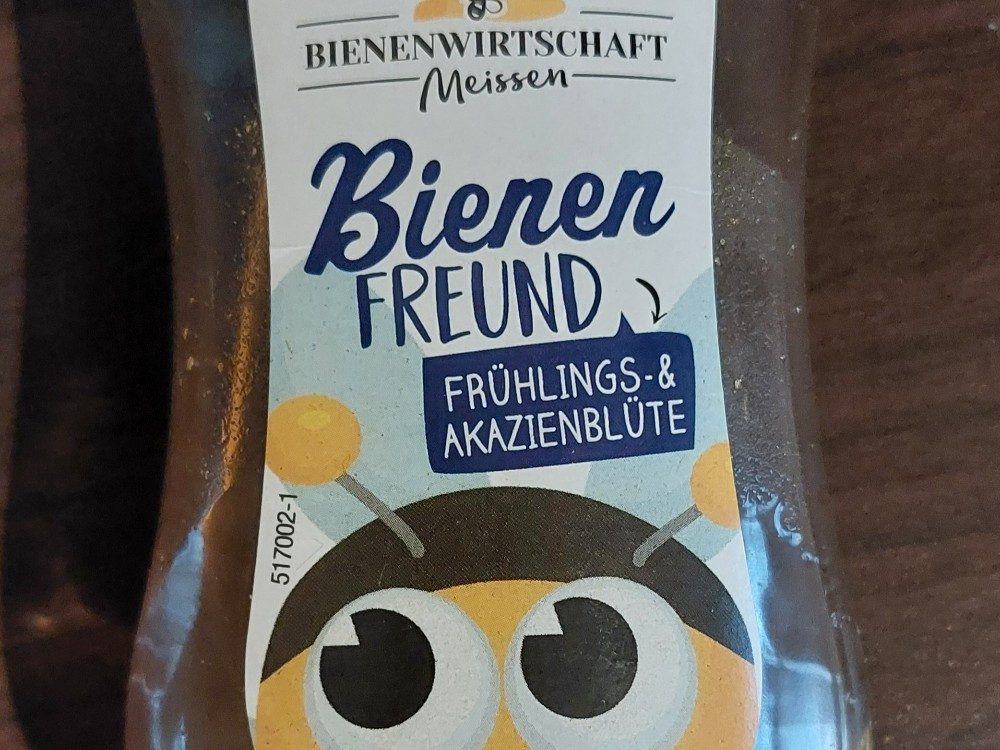 BIENENWIRTSCHAFT
Meissen
Bienen
FREUND
FRÜHLINGS-&
AKAZIENBLÜTE
517002-1